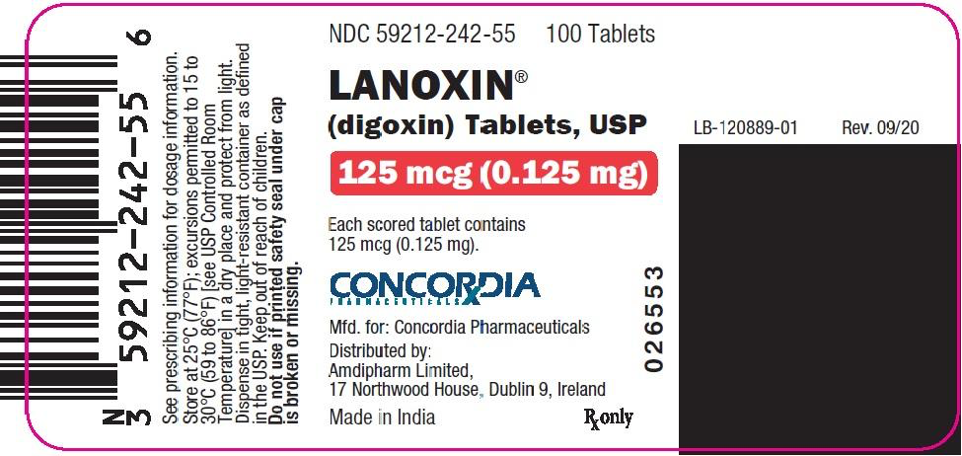 N
3 59212-242-55 6
See prescribing information for dosage information.
Store at 25°C (77°F); excursions permitted to 15 to
30°C (59 to 86°F) [see USP Controlled Room
Temperature] in a dry place and protect from light.
Dispense in tight, light-resistant container as defined
in the USP. Keep out of reach of children.
Do not use if printed safety seal under cap
is broken or missing.
NDC 59212-242-55 100 Tablets
LANOXIN®
(digoxin) Tablets, USP
125 mcg (0.125 mg)
Each scored tablet contains
125 mcg (0.125 mg).
CONCORDIA
PHARMACEUTICALS
Mfd. for: Concordia Pharmaceuticals
Distributed by:
Amdipharm Limited,
17 Northwood House, Dublin 9, Ireland
Made in India
Rx only
026553
LB-120889-01 Rev. 09/20